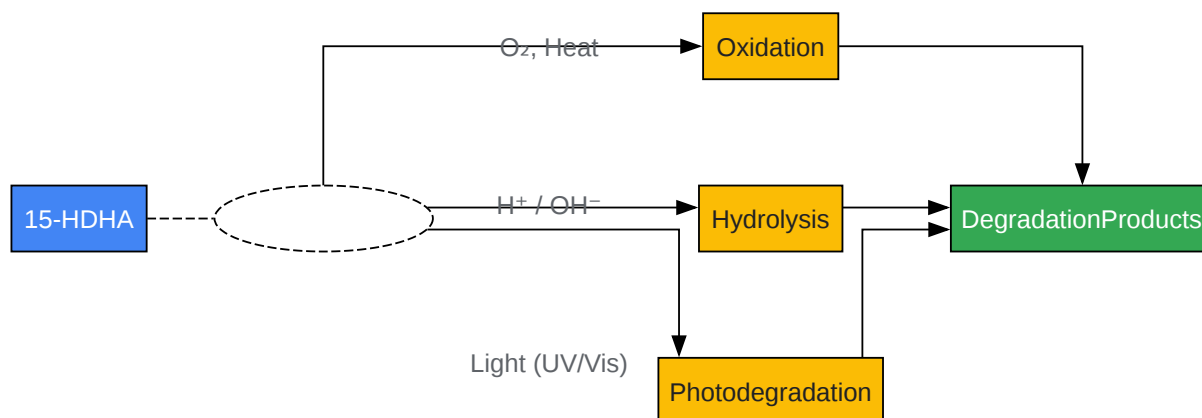 O₂, Heat
Oxidation
15-HDHA
H⁺ / OH⁻
Hydrolysis
DegradationProducts
Light (UV/Vis)
Photodegradation